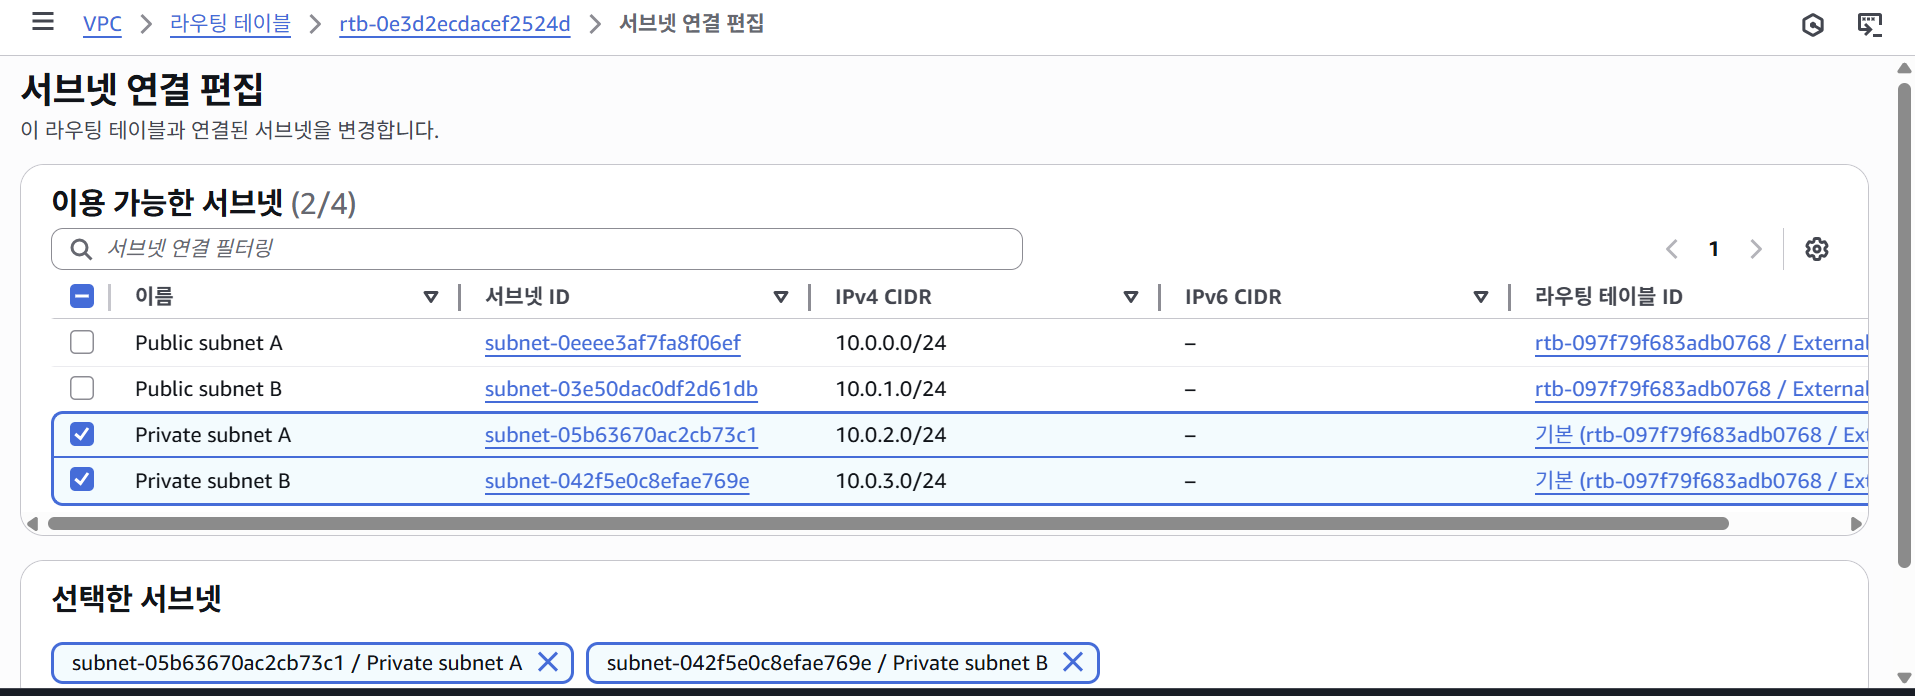 VPC > 라우팅 테이블 > rtb-0e3d2ecdacef2524d > 서브넷 연결 편집
서브넷 연결 편집
이 라우팅 테이블과 연결된 서브넷을 변경합니다.
이용 가능한 서브넷 (2/4)
서브넷 연결 필터링
1
이름 서브넷 ID IPv4 CIDR IPv6 CIDR 라우팅 테이블 ID
Public subnet A subnet-0eeee3af7fa8f06ef 10.0.0.0/24 – rtb-097f79f683adb0768 / External
Public subnet B subnet-03e50dac0df2d61db 10.0.1.0/24 – rtb-097f79f683adb0768 / External
Private subnet A subnet-05b63670ac2cb73c1 10.0.2.0/24 – 기본 (rtb-097f79f683adb0768 / Ext
Private subnet B subnet-042f5e0c8efae769e 10.0.3.0/24 – 기본 (rtb-097f79f683adb0768 / Ext
선택한 서브넷
subnet-05b63670ac2cb73c1 / Private subnet A subnet-042f5e0c8efae769e / Private subnet B